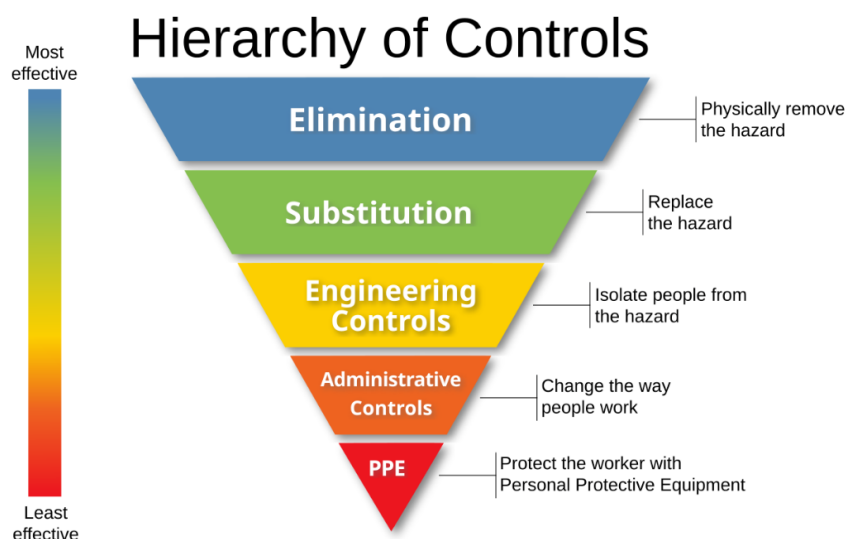 Hierarchy of Controls
Most
effective
Elimination
Physically remove
the hazard
Substitution
Replace
the hazard
Engineering
Controls
Isolate people from
the hazard
Administrative
Controls
Change the way
people work
PPE
Protect the worker with
Personal Protective Equipment
Least
effective